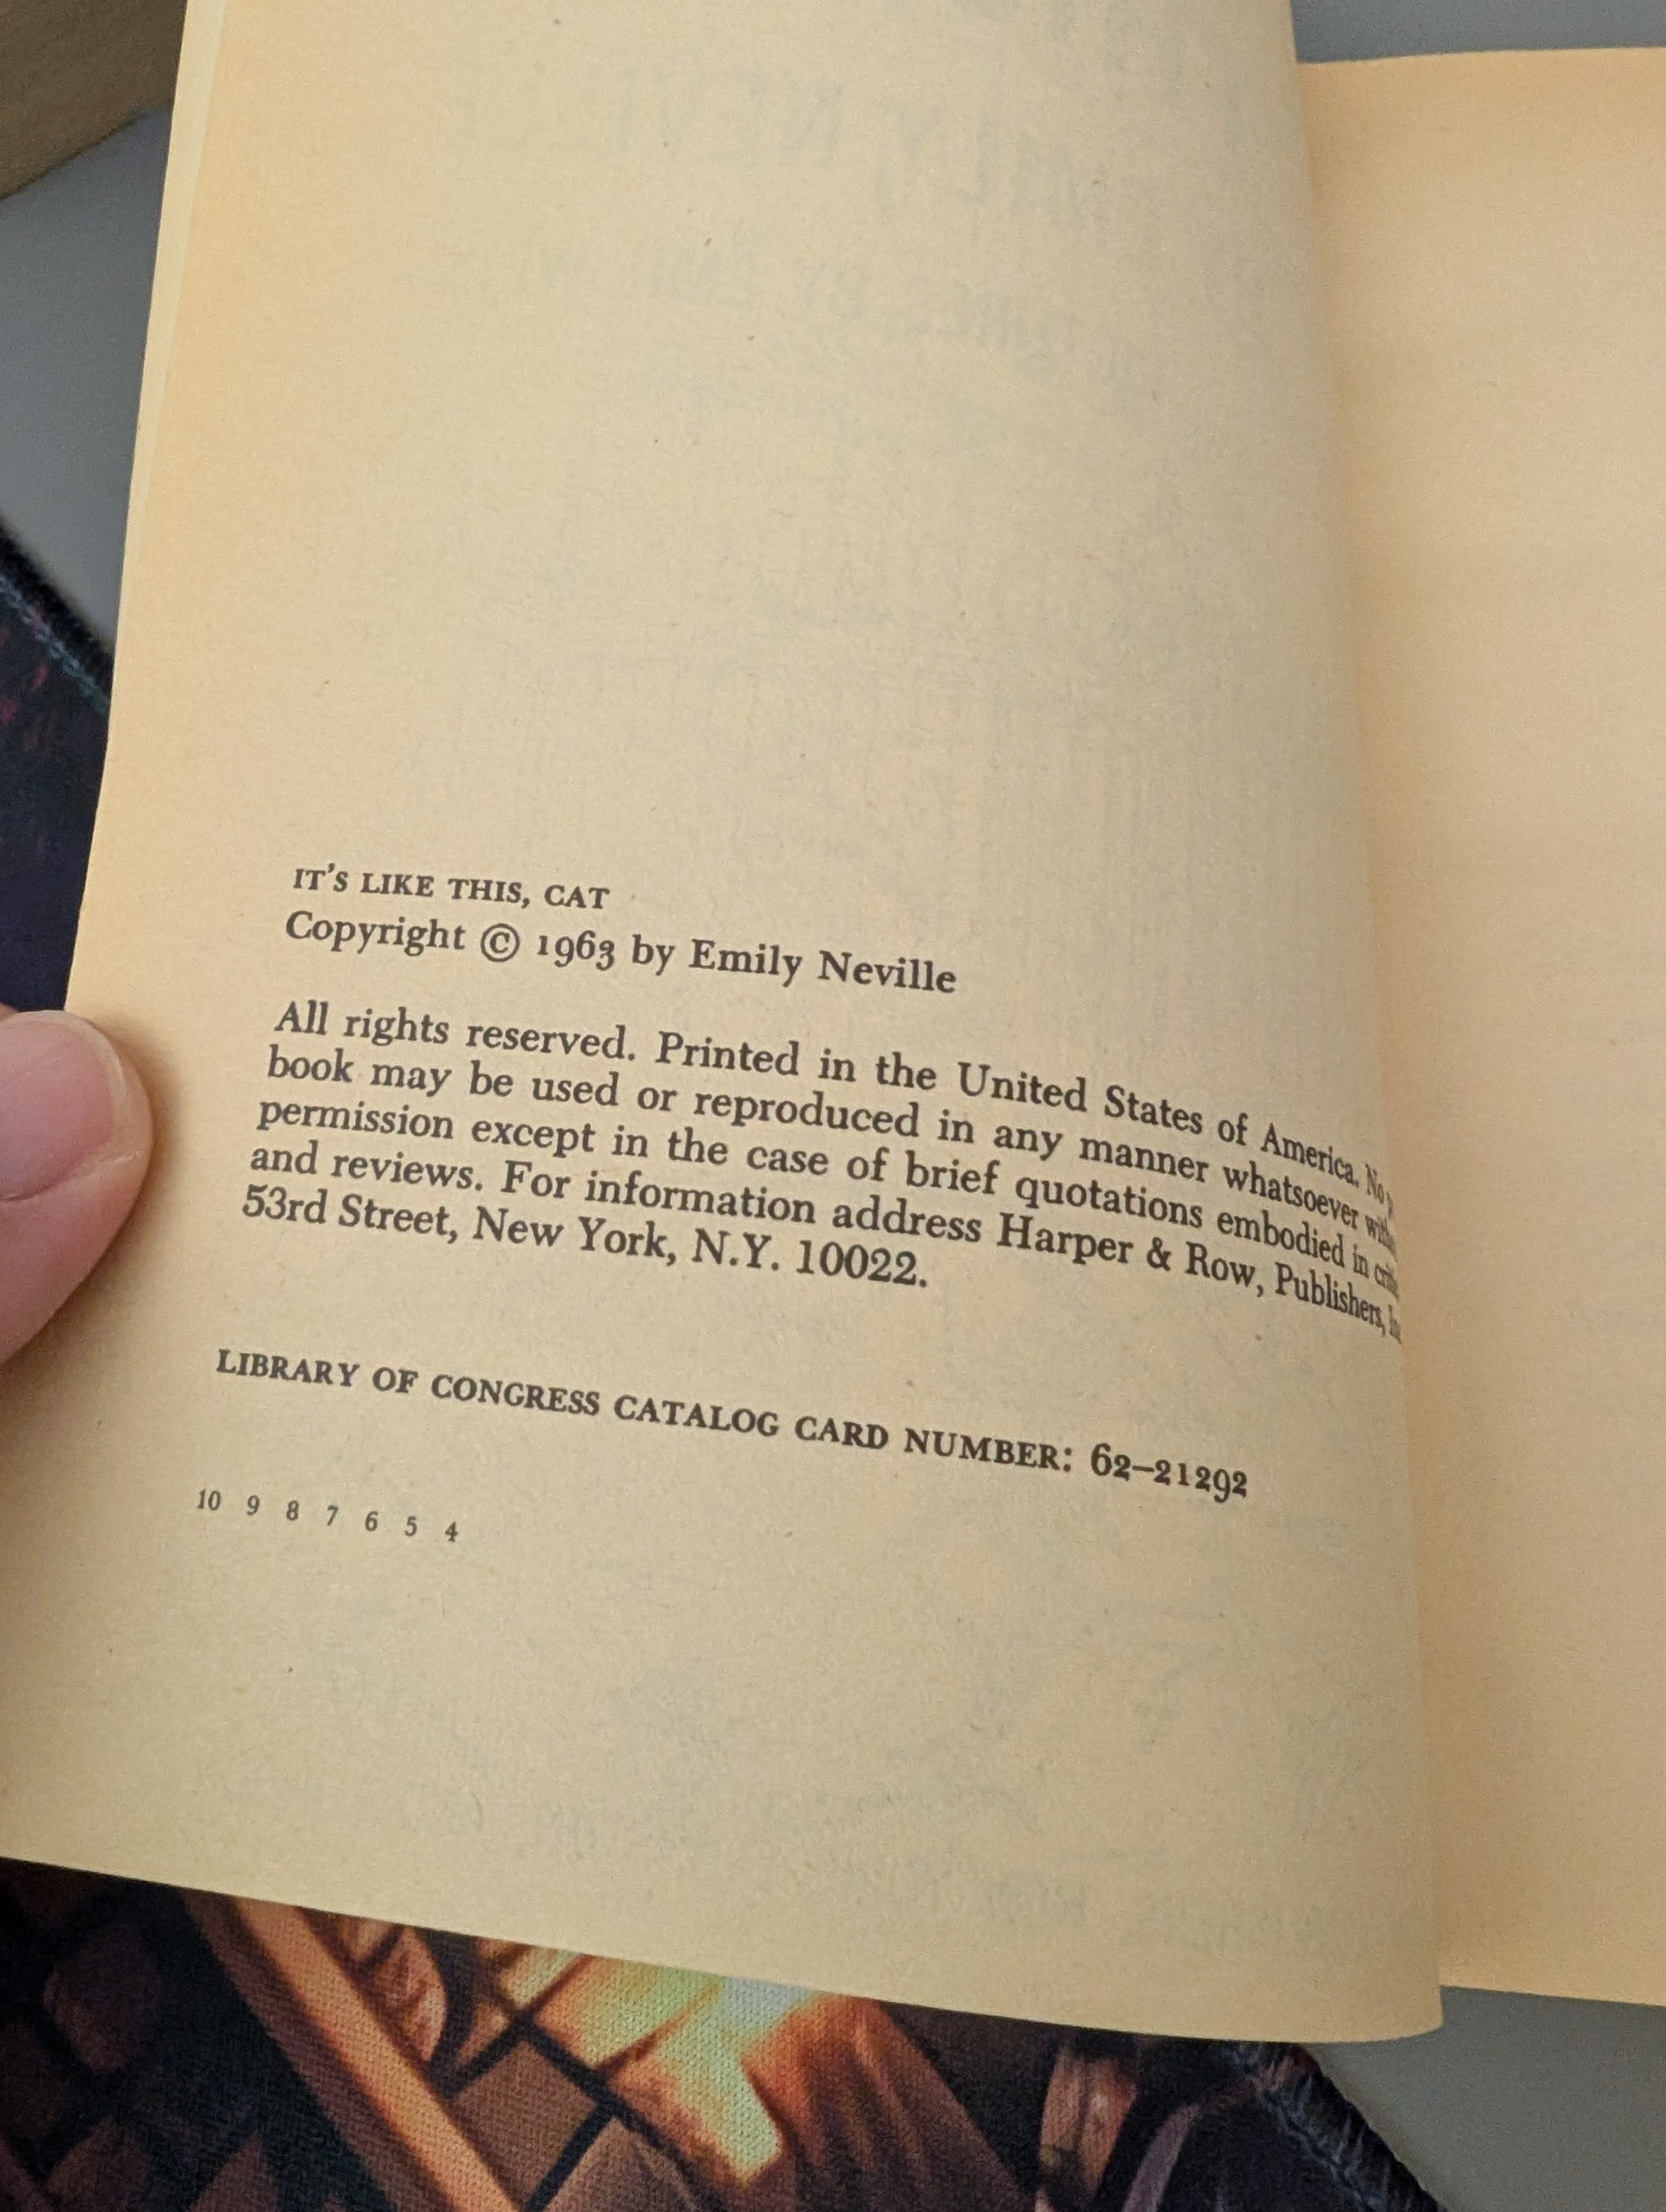 IT'S LIKE THIS, CAT
Copyright © 1963 by Emily Neville
All rights reserved. Printed in the United States of America. No
book may be used or reproduced in any manner whatsoever
permission except in the case of brief quotations embodied in
and reviews. For information address Harper & Row, Publishers,
53rd Street, New York, N.Y. 10022.
LIBRARY OF CONGRESS CATALOG CARD NUMBER: 62–21292
10 9 8 7 6 5 4